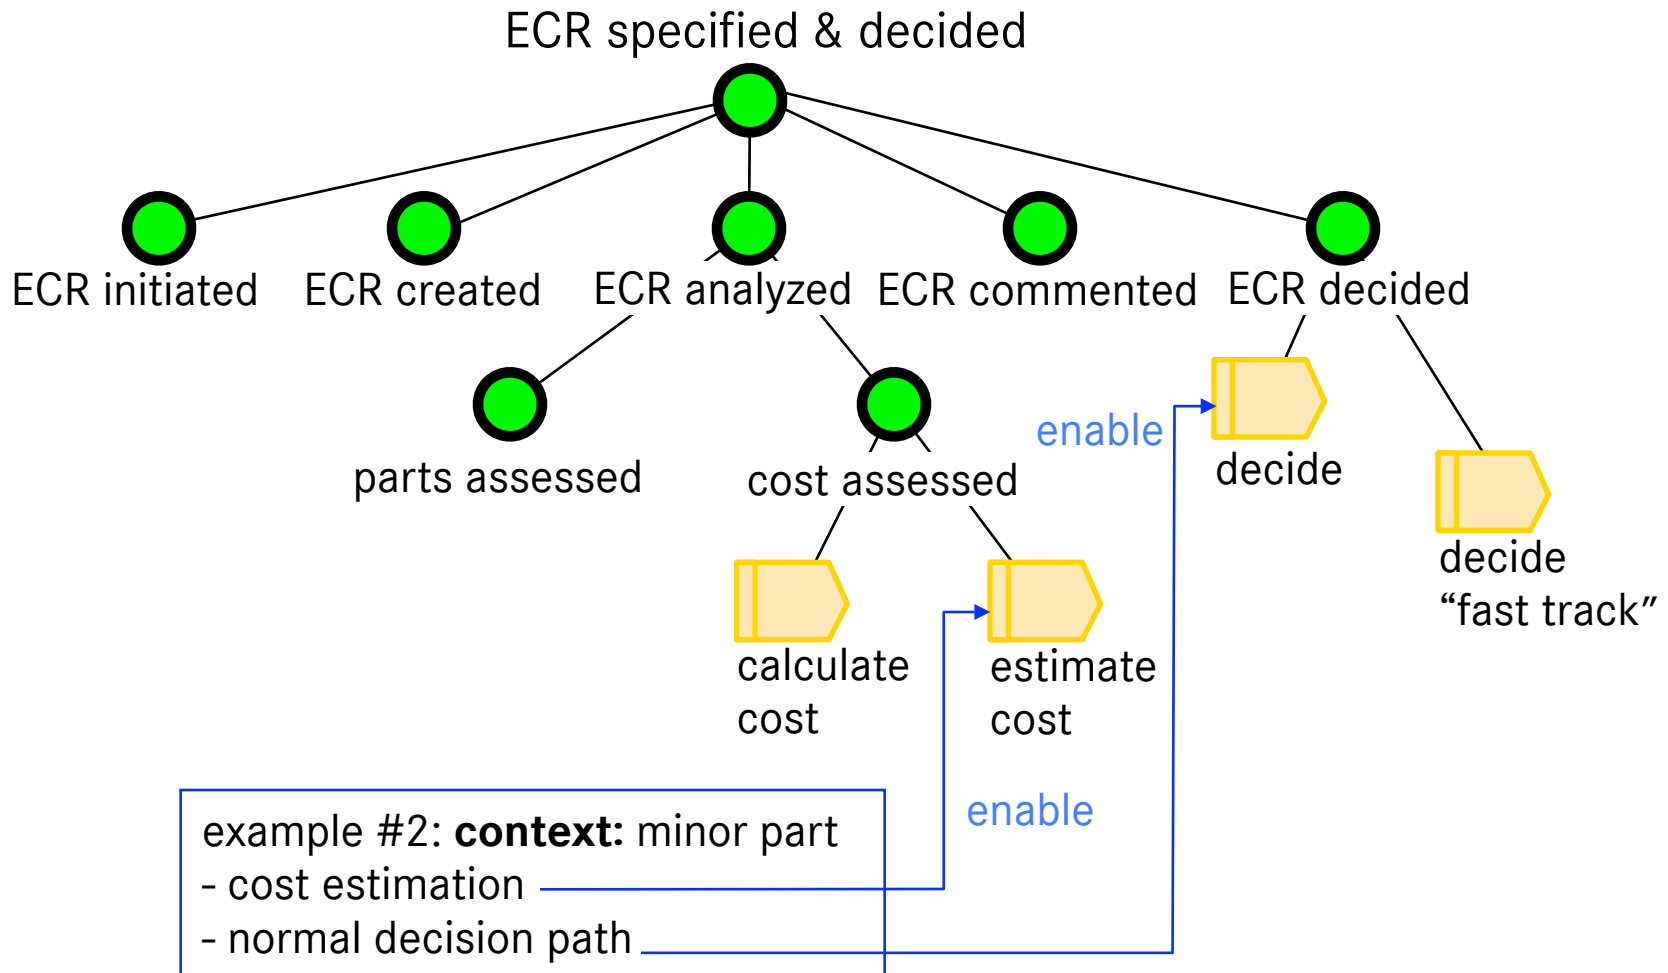 ECR specified & decided
ECR initiated
ECR created
ECR analyzed
ECR commented
ECR decided
parts assessed
cost assessed
enable
decide
decide
“fast track”
calculate
cost
estimate
cost
enable
example #2: context: minor part
- cost estimation
- normal decision path